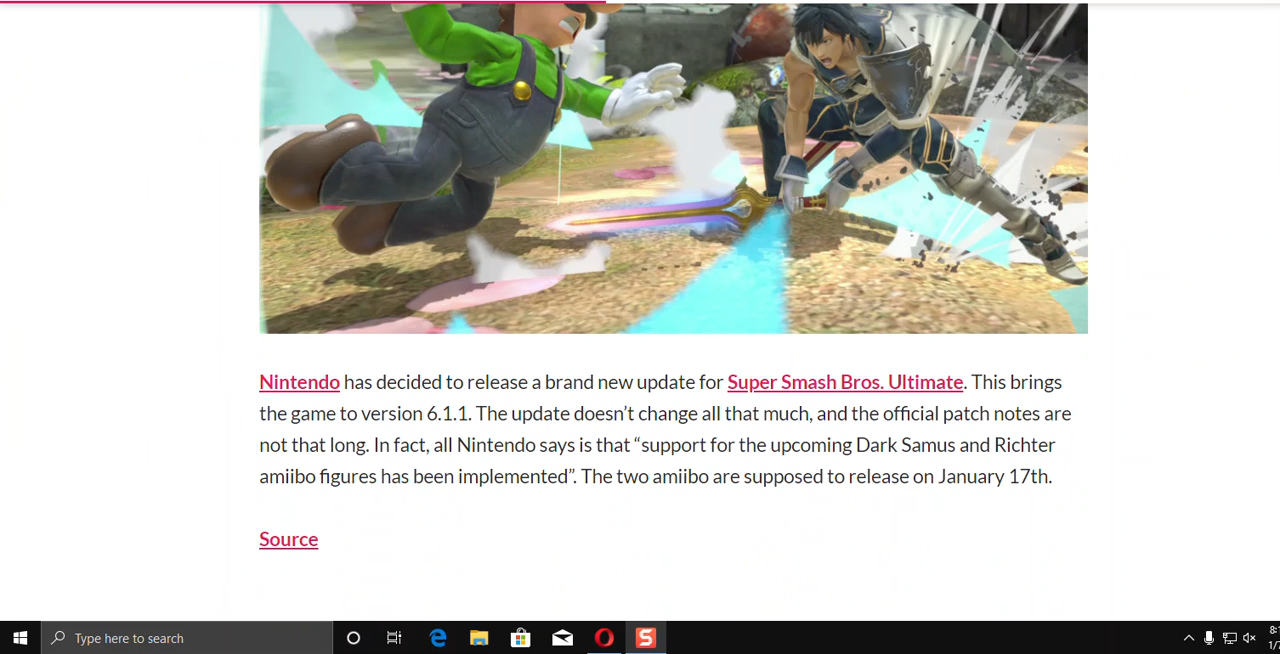 Nintendo has decided to release a brand new update for Super Smash Bros. Ultimate. This brings
the game to version 6.1.1. The update doesn’t change all that much, and the official patch notes are
not that long. In fact, all Nintendo says is that “support for the upcoming Dark Samus and Richter
amiibo figures has been implemented”. The two amiibo are supposed to release on January 17th.
Source
Type here to search